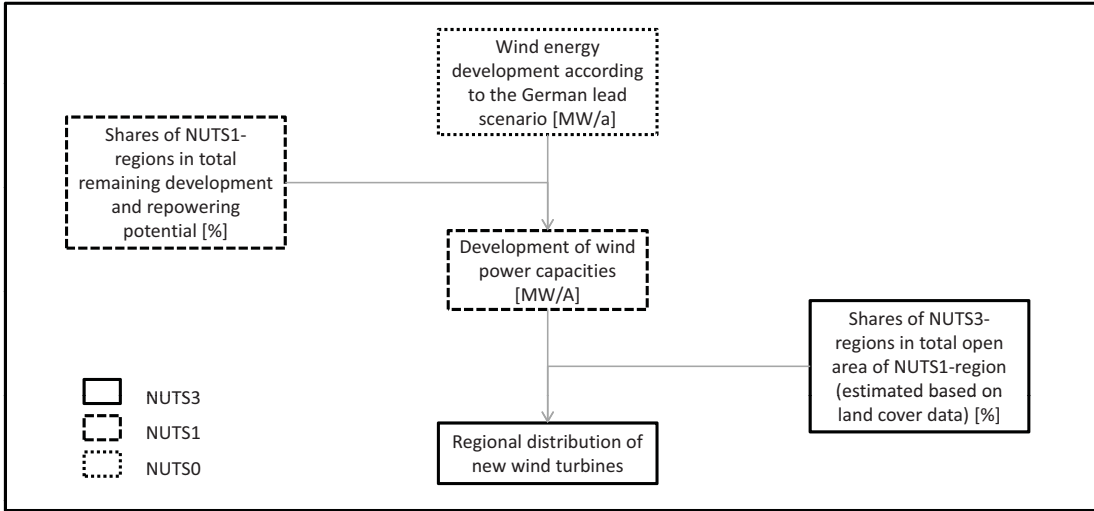 Wind energy
development according
to the German lead
scenario [MW/a]
Shares of NUTS1-
regions in total
remaining development
and repowering
potential [%]
Development of wind
power capacities
[MW/A]
Shares of NUTS3-
regions in total open
area of NUTS1-region
(estimated based on
land cover data) [%]
Regional distribution of
new wind turbines
NUTS3
NUTS1
NUTS0